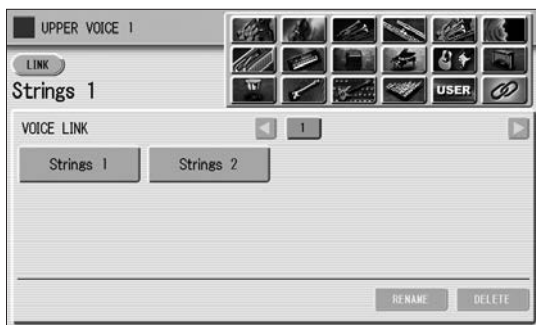 UPPER VOICE 1
LINK
Strings 1
USER
VOICE LINK
1
Strings 1
Strings 2
RENAME
DELETE